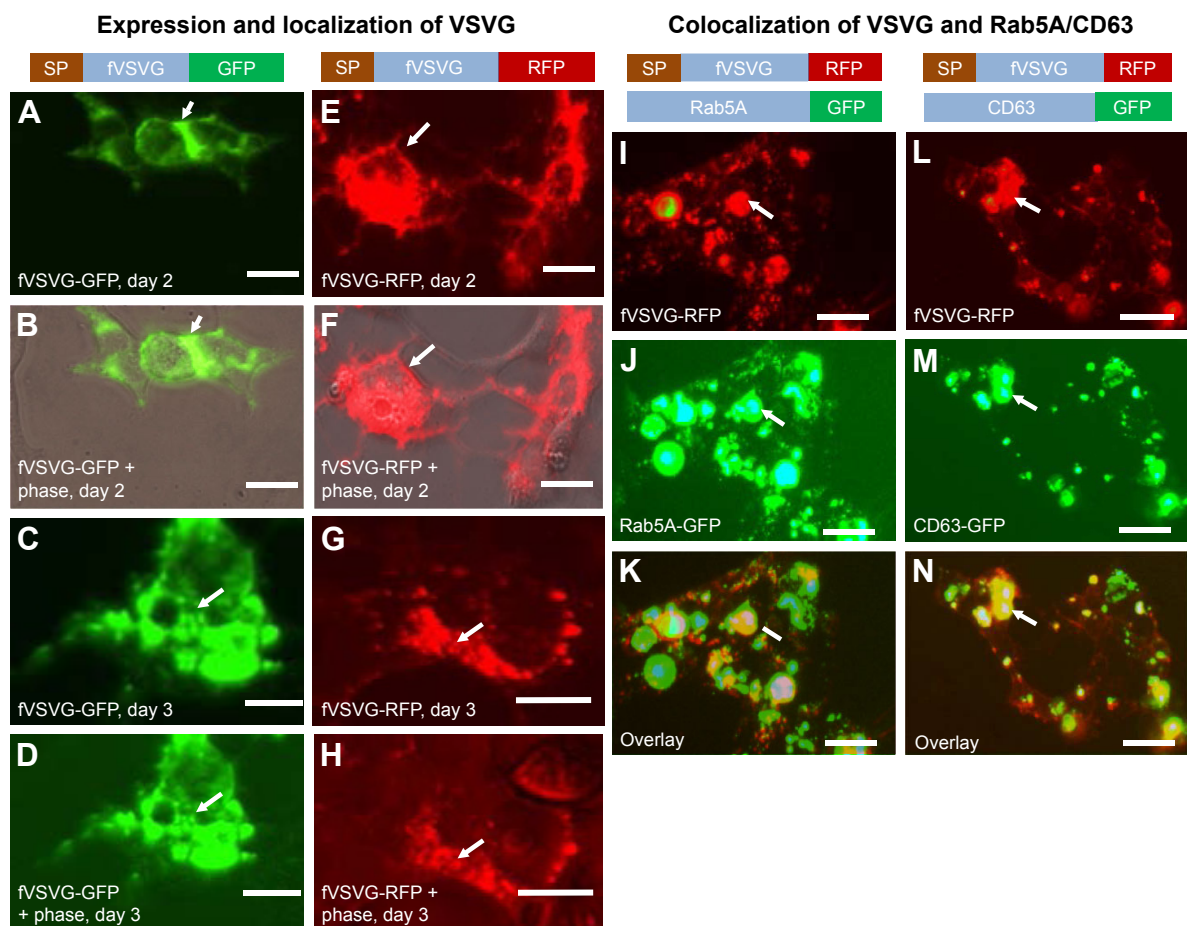 Expression and localization of VSVG
SP fVSVG GFP
SP fVSVG RFP
A
fVSVG-GFP, day 2
B
fVSVG-GFP +
phase, day 2
C
fVSVG-GFP, day 3
D
fVSVG-GFP
+ phase, day 3
E
fVSVG-RFP, day 2
F
fVSVG-RFP +
phase, day 2
G
fVSVG-RFP, day 3
H
fVSVG-RFP +
phase, day 3
Colocalization of VSVG and Rab5A/CD63
SP fVSVG RFP
Rab5A GFP
SP fVSVG RFP
CD63 GFP
I
fVSVG-RFP
J
Rab5A-GFP
K
Overlay
L
fVSVG-RFP
M
CD63-GFP
N
Overlay